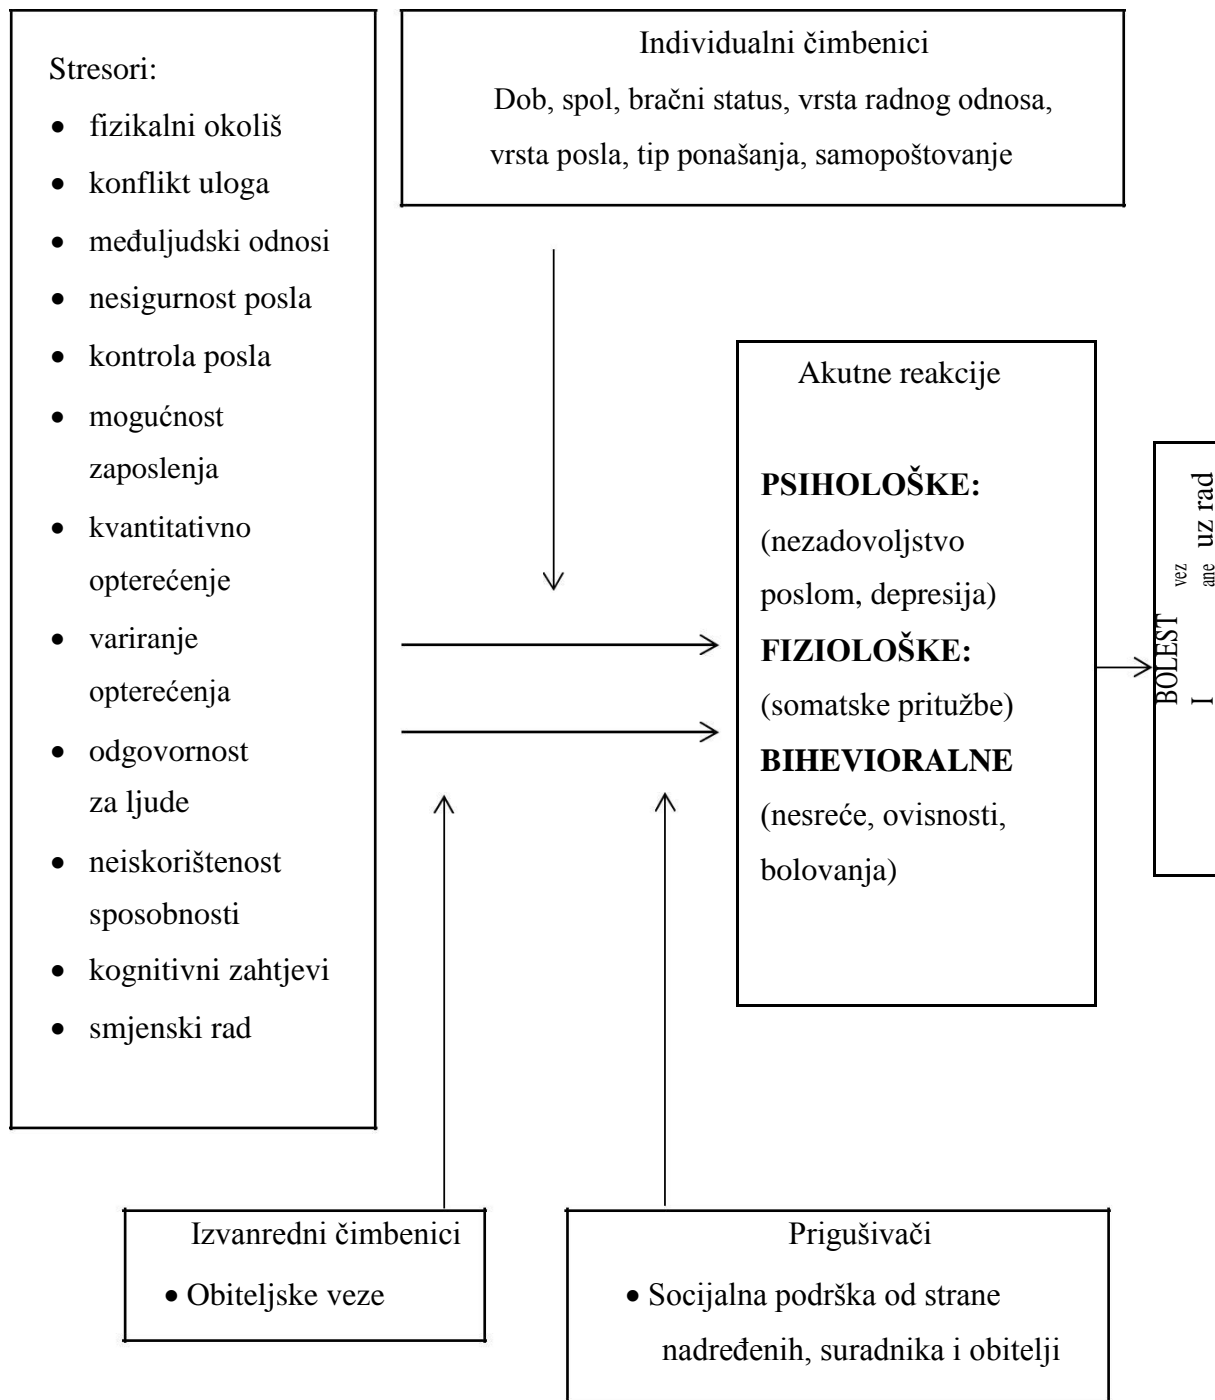 Stresori:
• fizikalni okoliš
• konflikt uloga
• međuljudski odnosi
• nesigurnost posla
• kontrola posla
• mogućnost
zaposlenja
• kvantitativno
opterećenje
• variranje
opterećenja
• odgovornost
za ljude
• neiskorištenost
sposobnosti
• kognitivni zahtjevi
• smjenski rad
Individualni čimbenici
Dob, spol, bračni status, vrsta radnog odnosa,
vrsta posla, tip ponašanja, samopoštovanje
Akutne reakcije
PSIHOLOŠKE:
(nezadovoljstvo
poslom, depresija)
FIZIOLOŠKE:
(somatske pritužbe)
BIHEVIORALNE
(nesreće, ovisnosti,
bolovanja)
BOLEST
I
vez
ane
uz rad
Izvanredni čimbenici
• Obiteljske veze
Prigušivači
• Socijalna podrška od strane
nadređenih, suradnika i obitelji